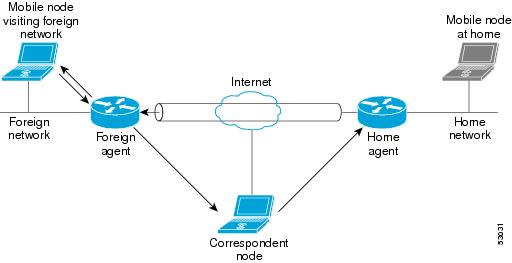 Mobile node
visiting foreign
network
Mobile node
at home
Internet
Foreign
network
Foreign
agent
Home
agent
Home
network
Correspondent
node
53031